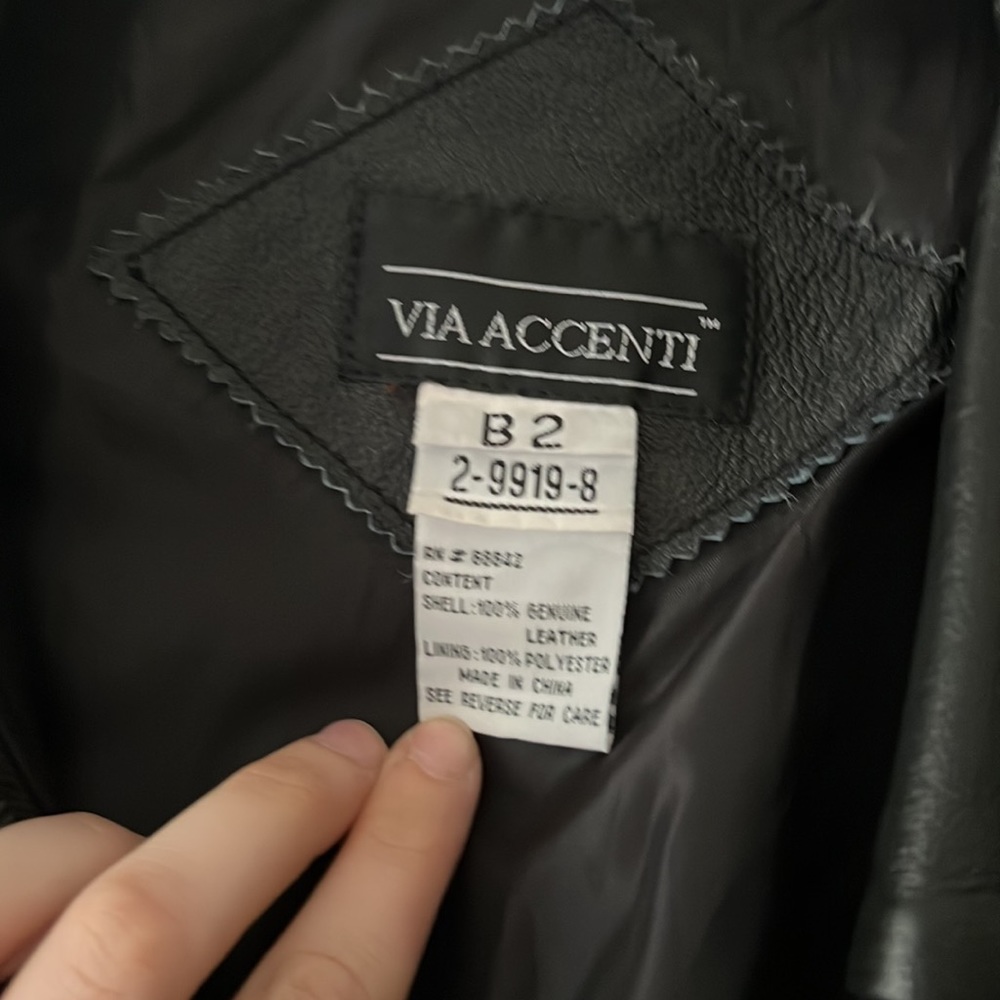 VIA ACCENTI™
B 2
2-9919-8
RN # 68642
CONTENT
SHELL:100% GENUINE
LEATHER
LINING:100% POLYESTER
MADE IN CHINA
SEE REVERSE FOR CARE